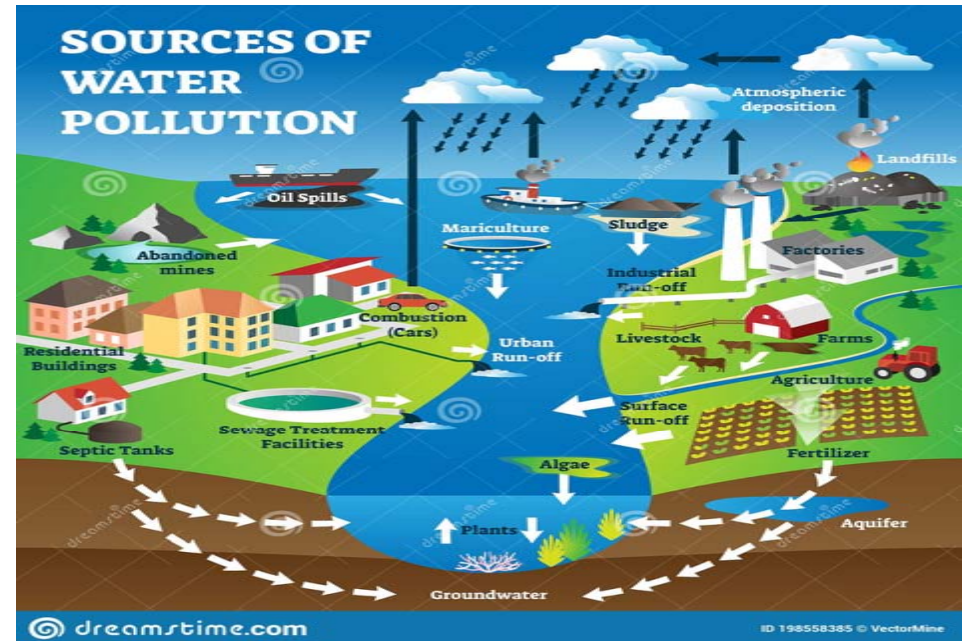 SOURCES OF
WATER
POLLUTION
Atmospheric
deposition
Landfills
Oil Spills
Mariculture
Sludge
Abandoned
mines
Factories
Industrial
Run-off
Combustion
(Cars)
Livestock
Farms
Residential
Buildings
Urban
Run-off
Agriculture
Surface
Run-off
Sewage Treatment
Facilities
Septic Tanks
Fertilizer
Algae
Plants
Aquifer
Groundwater
dreamstime.com
ID 198558385 © VectorMine